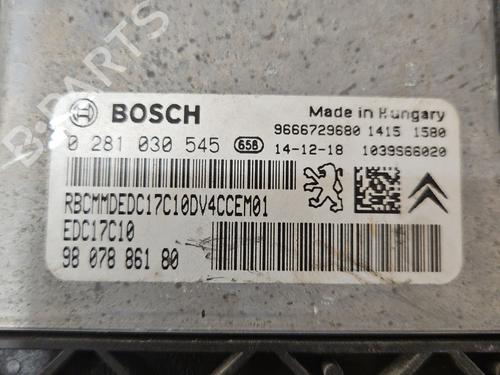 B-PARTS
BOSCH
Made in Hungary
0 281 030 545 658
9666729680 1415 1580
14-12-18 1039S66020
RBCMMDEDC17C10DV4CCEM01
EDC17C10
98 078 861 80